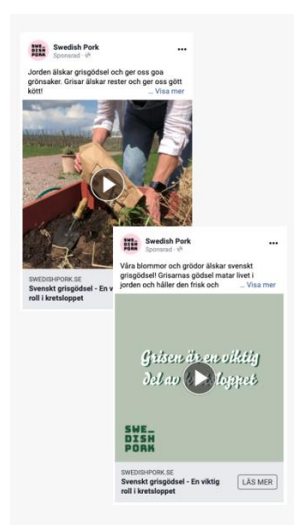 SWE_
DISH
PORK
Swedish Pork
Sponsrad ·
Jorden älskar grisgödsel och ger oss goa
grönsaker. Grisar älskar rester och ger oss gött
kött!
... Visa mer
SWEDISHPORK.SE
Svenskt grisgödsel - En v
roll i kretsloppet
SWE_
DISH
PORK
Swedish Pork
Sponsrad ·
Våra blommor och grödor älskar svenskt
grisgödsel! Grisarnas gödsel matar livet i
jorden och håller den frisk och
... Visa mer
Grisen är en viktig
del av kretsloppet
SWE_
DISH
PORK
SWEDISHPORK.SE
Svenskt grisgödsel - En viktig
roll i kretsloppet
LÄS MER